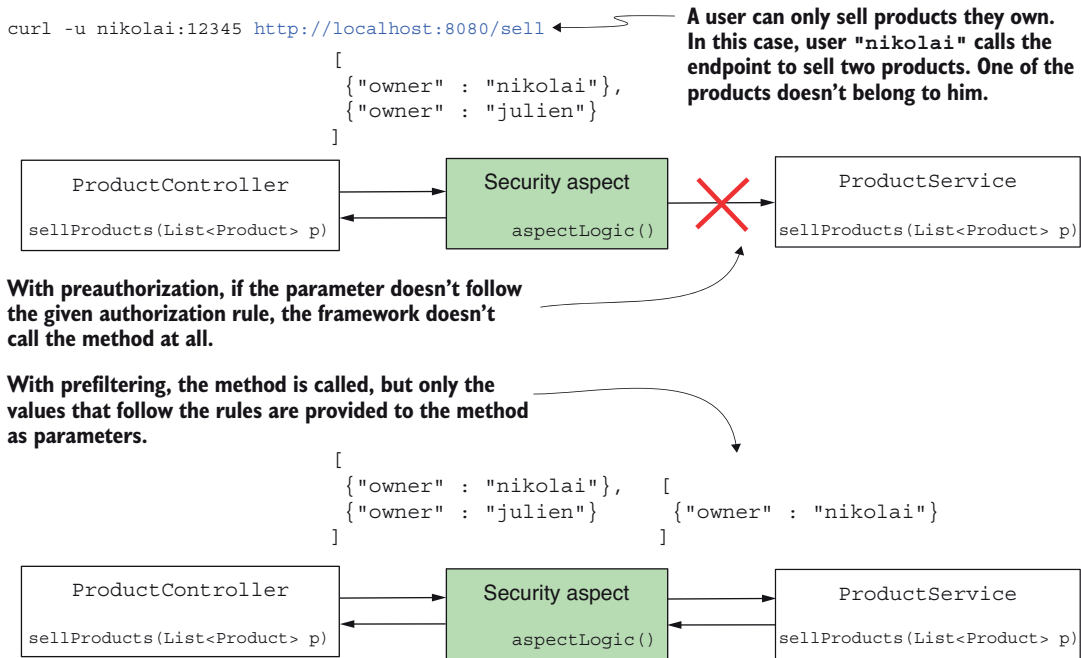 curl -u nikolai:12345 http://localhost:8080/sell
A user can only sell products they own.
In this case, user "nikolai" calls the
endpoint to sell two products. One of the
products doesn't belong to him.
[
{"owner" : "nikolai"},
{"owner" : "julien"}
]
ProductController
sellProducts(List<Product> p)
Security aspect
aspectLogic()
ProductService
sellProducts(List<Product> p)
With preauthorization, if the parameter doesn't follow
the given authorization rule, the framework doesn't
call the method at all.
With prefiltering, the method is called, but only the
values that follow the rules are provided to the method
as parameters.
[
{"owner" : "nikolai"},
{"owner" : "julien"}
]
[
{"owner" : "nikolai"}
]
ProductController
sellProducts(List<Product> p)
Security aspect
aspectLogic()
ProductService
sellProducts(List<Product> p)